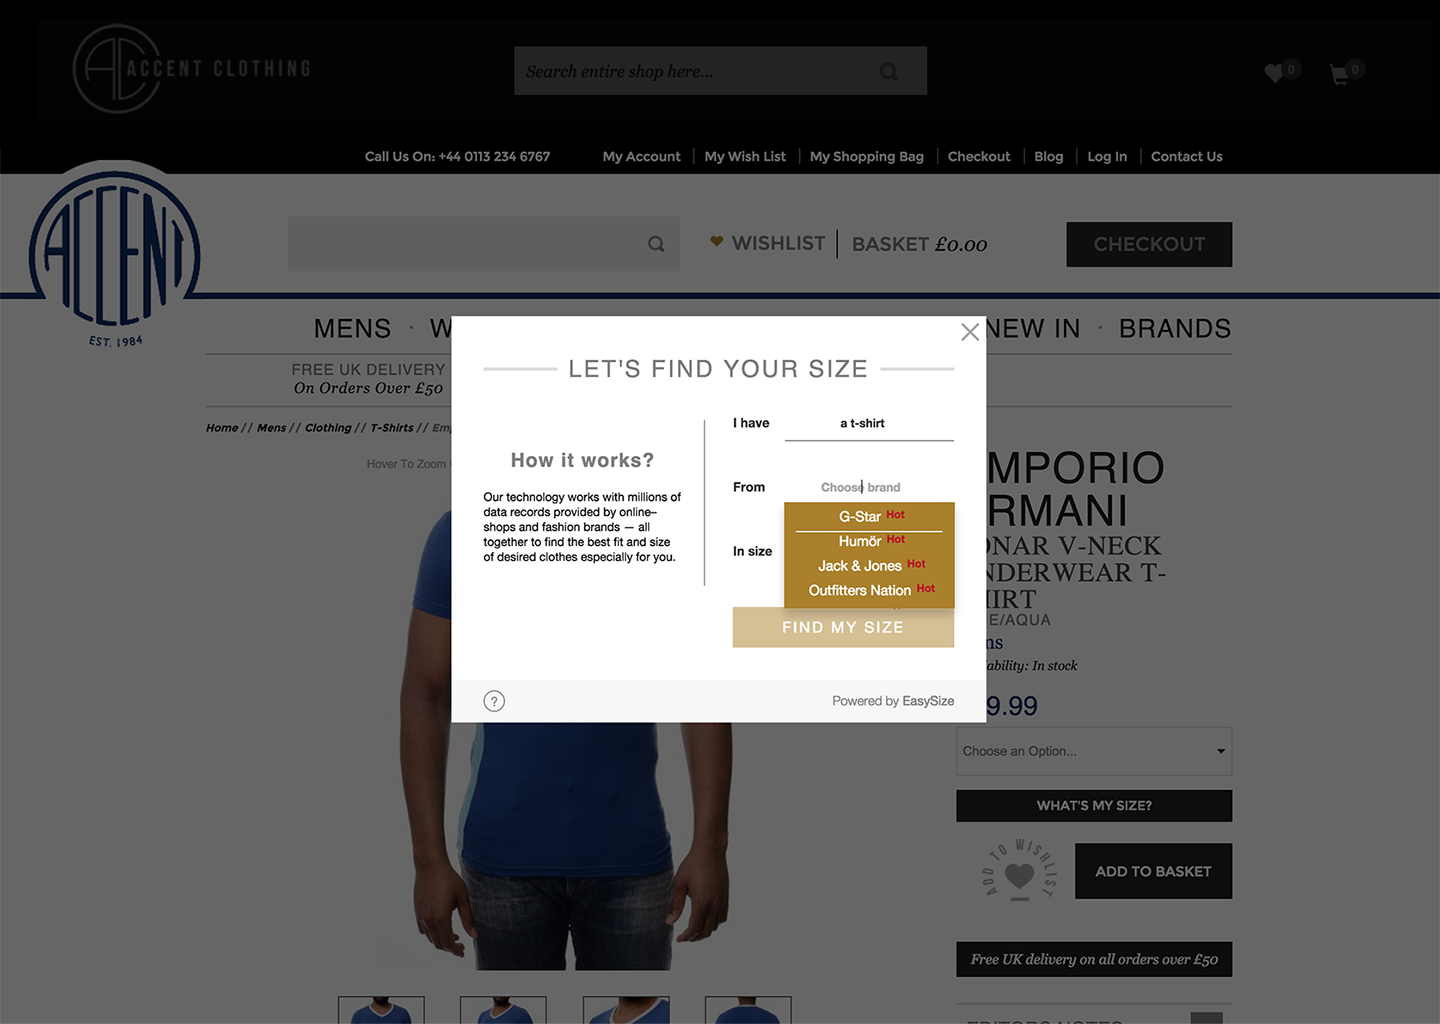 AC ACCENT CLOTHING
Search entire shop here...
0
0
Call Us On: +44 0113 234 6767
My Account
My Wish List
My Shopping Bag
Checkout
Blog
Log In
Contact Us
ACCENT
EST. 1984
WISHLIST
BASKET £0.00
CHECKOUT
MENS · W
NEW IN · BRANDS
FREE UK DELIVERY
On Orders Over £50
Home // Mens // Clothing // T-Shirts // Em
Hover To Zoom
LET'S FIND YOUR SIZE
How it works?
Our technology works with millions of
data records provided by online–
shops and fashion brands — all
together to find the best fit and size
of desired clothes especially for you.
I have
a t-shirt
From
Choose brand
G-Star Hot
Humör Hot
Jack & Jones Hot
Outfitters Nation Hot
In size
FIND MY SIZE
?
Powered by EasySize
MPORIO
RMANI
NAR V-NECK
NDERWEAR T-
IRT
E/AQUA
ns
ability: In stock
9.99
Choose an Option...
WHAT'S MY SIZE?
ADD TO WISHLIST
ADD TO BASKET
Free UK delivery on all orders over £50
EDITORS NOTES